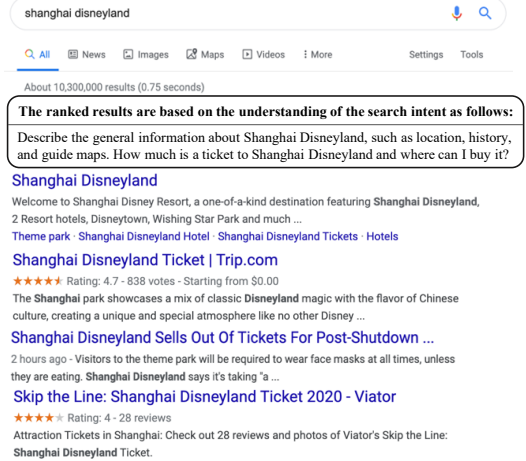 shanghai disneyland
All News Images Maps Videos More Settings Tools
About 10,300,000 results (0.75 seconds)
The ranked results are based on the understanding of the search intent as follows:
Describe the general information about Shanghai Disneyland, such as location, history,
and guide maps. How much is a ticket to Shanghai Disneyland and where can I buy it?
Shanghai Disneyland
Welcome to Shanghai Disney Resort, a one-of-a-kind destination featuring Shanghai Disneyland,
2 Resort hotels, Disneytown, Wishing Star Park and much ...
Theme park · Shanghai Disneyland Hotel · Shanghai Disneyland Tickets · Hotels
Shanghai Disneyland Ticket | Trip.com
Rating: 4.7 - 838 votes - Starting from $0.00
The Shanghai park showcases a mix of classic Disneyland magic with the flavor of Chinese
culture, creating a unique and special atmosphere like no other Disney ...
Shanghai Disneyland Sells Out Of Tickets For Post-Shutdown ...
2 hours ago - Visitors to the theme park will be required to wear face masks at all times, unless
they are eating. Shanghai Disneyland says it's taking "a ...
Skip the Line: Shanghai Disneyland Ticket 2020 - Viator
Rating: 4 - 28 reviews
Attraction Tickets in Shanghai: Check out 28 reviews and photos of Viator's Skip the Line:
Shanghai Disneyland Ticket.